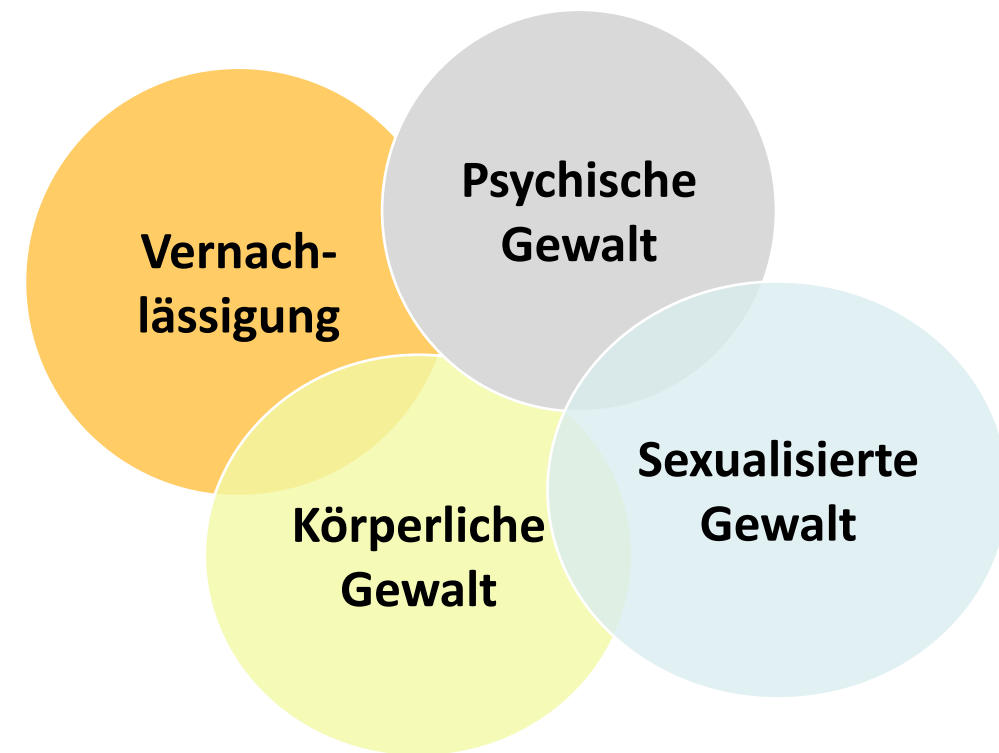 Psychische
Gewalt
Vernach-
lässigung
Sexualisierte
Gewalt
Körperliche
Gewalt